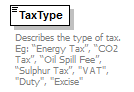 TaxType
Describes the type of tax.
Eg: "Energy Tax", "CO2
Tax", "Oil Spill Fee",
"Sulphur Tax", "VAT",
"Duty", "Excise"